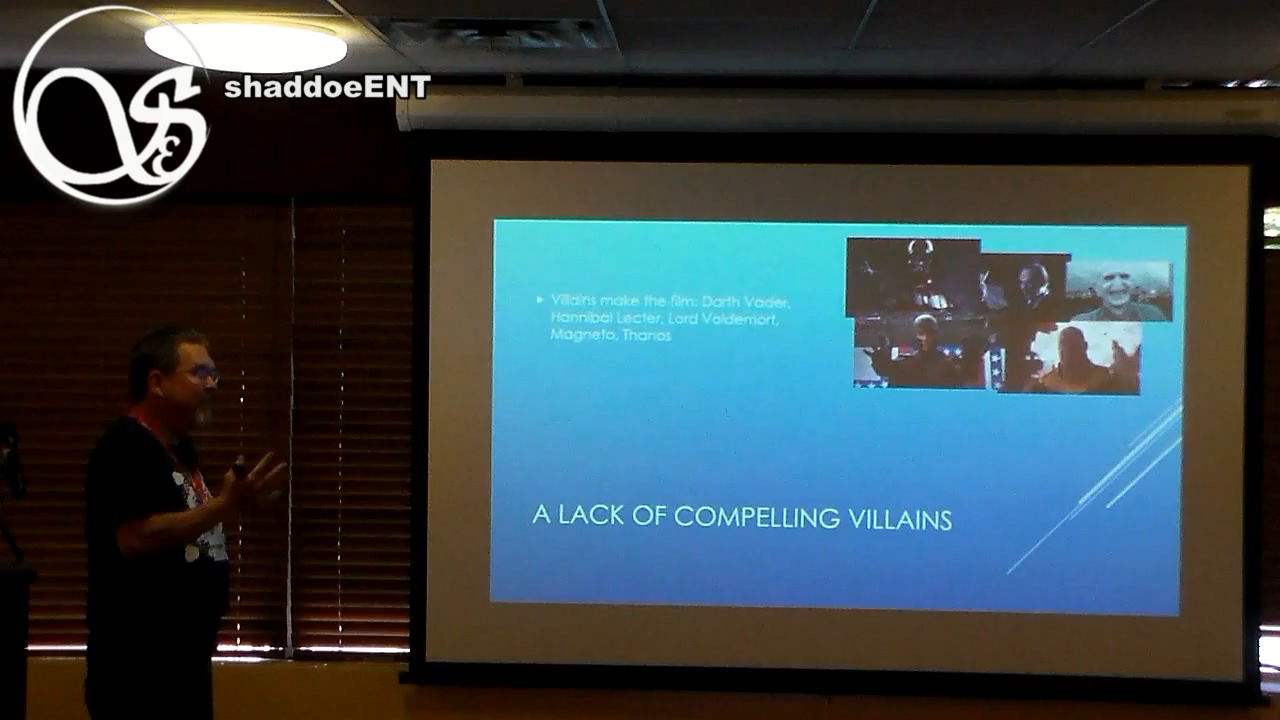 shaddoeENT
Villains make the film: Darth Vader,
Hannibal Lecter, Lord Voldemort,
Magneto, Thanos
A LACK OF COMPELLING VILLAINS